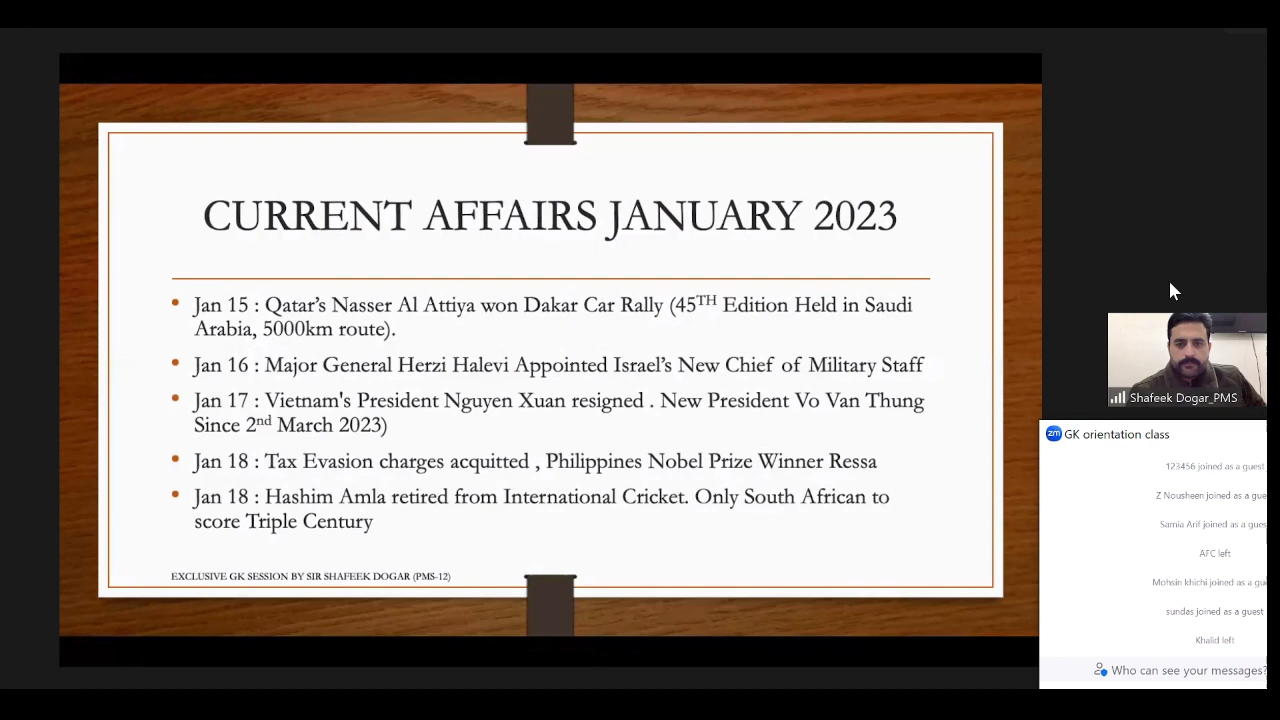 CURRENT AFFAIRS JANUARY 2023
• Jan 15 : Qatar's Nasser Al Attiya won Dakar Car Rally (45TH Edition Held in Saudi
Arabia, 5000km route).
• Jan 16 : Major General Herzi Halevi Appointed Israel's New Chief of Military Staff
• Jan 17 : Vietnam's President Nguyen Xuan resigned . New President Vo Van Thung
Since 2nd March 2023)
• Jan 18 : Tax Evasion charges acquitted , Philippines Nobel Prize Winner Ressa
• Jan 18 : Hashim Amla retired from International Cricket. Only South African to
score Triple Century
EXCLUSIVE GK SESSION BY SIR SHAFEEK DOGAR (PMS-12)
Shafeek Dogar_PMS
zm GK orientation class
123456 joined as a guest
Z Nousheen joined as a gue
Samia Arif joined as a gues
AFC left
Mohsin khichi joined as a gu
sundas joined as a guest
Khalid left
Who can see your messages?